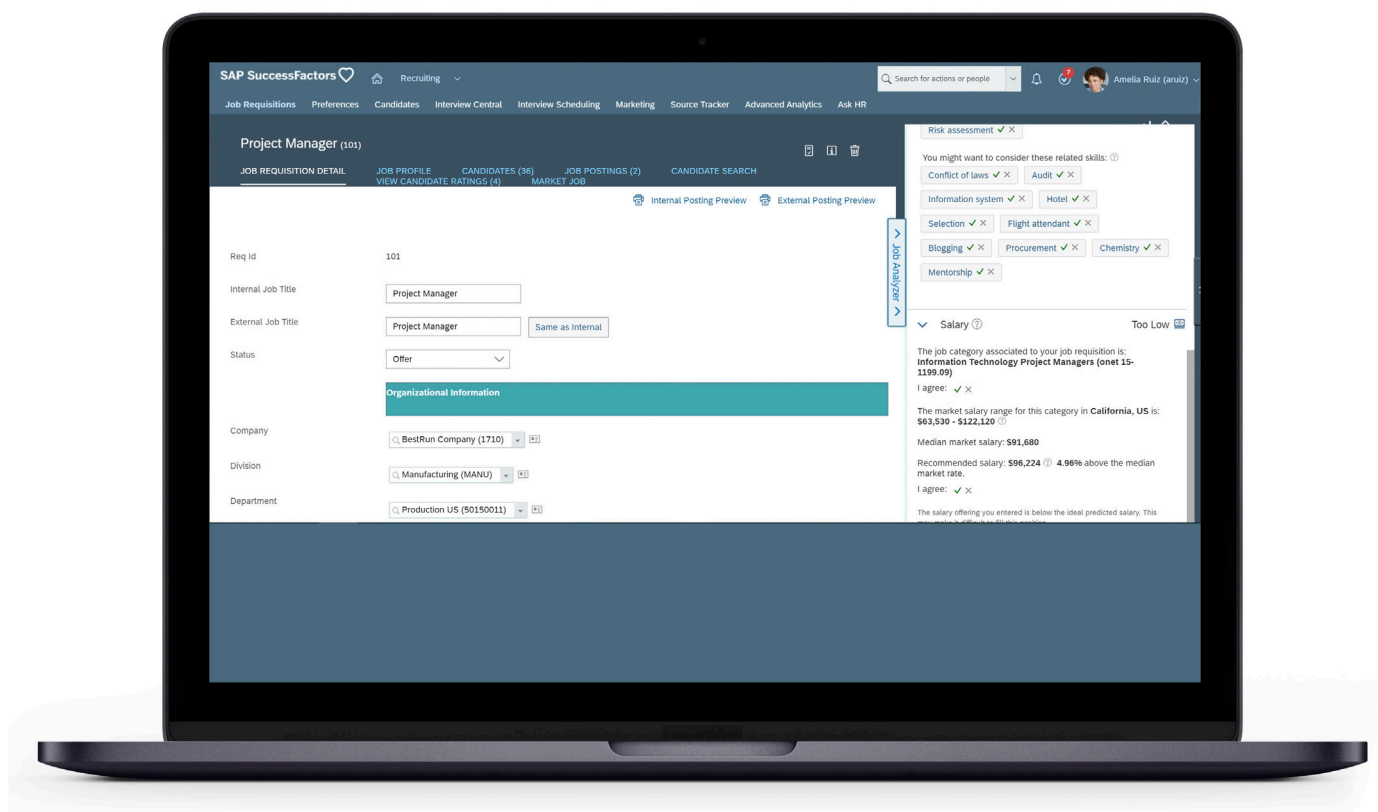 SAP SuccessFactors
Recruiting
Search for actions or people
7
Amelia Ruiz (aruiz)
Job Requisitions Preferences Candidates Interview Central Interview Scheduling Marketing Source Tracker Advanced Analytics Ask HR
Project Manager (101)
JOB REQUISITION DETAIL JOB PROFILE CANDIDATES (36) JOB POSTINGS (2) CANDIDATE SEARCH
VIEW CANDIDATE RATINGS (4) MARKET JOB
Internal Posting Preview External Posting Preview
Req Id 101
Internal Job Title Project Manager
External Job Title Project Manager Same as Internal
Status Offer
Organizational Information
Company BestRun Company (1710)
Division Manufacturing (MANU)
Department Production US (50150011)
Job Analyzer
Risk assessment
You might want to consider these related skills:
Conflict of laws Audit
Information system Hotel
Selection Flight attendant
Blogging Procurement Chemistry
Mentorship
Salary Too Low
The job category associated to your job requisition is:
Information Technology Project Managers (onet 15-
1199.09)
I agree:
The market salary range for this category in California, US is:
$63,530 - $122,120
Median market salary: $91,680
Recommended salary: $96,224 4.96% above the median
market rate.
I agree:
The salary offering you entered is below the ideal predicted salary. This